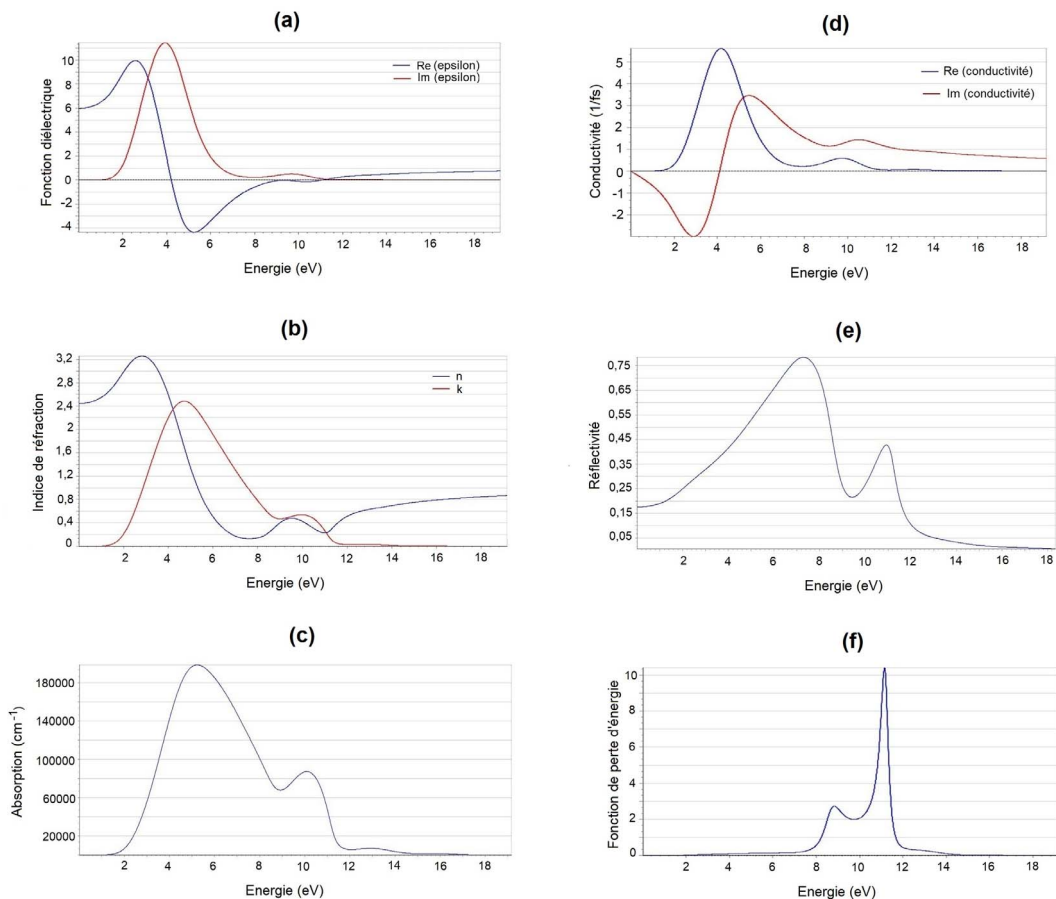 (a)
Fonction diélectrique
10
8
6
4
2
0
-2
-4
Re (epsilon)
Im (epsilon)
2 4 6 8 10 12 14 16 18
Energie (eV)
(b)
Indice de réfraction
3,2
2,8
2,4
2
1,6
1,2
0,8
0,4
0
n
k
2 4 6 8 10 12 14 16 18
Energie (eV)
(c)
Absorption (cm⁻¹)
180000
140000
100000
60000
20000
2 4 6 8 10 12 14 16 18
Energie (eV)
(d)
Conductivité (1/fs)
5
4
3
2
1
0
-1
-2
Re (conductivité)
Im (conductivité)
2 4 6 8 10 12 14 16 18
Energie (eV)
(e)
Réflectivité
0,75
0,65
0,55
0,45
0,35
0,25
0,15
0,05
2 4 6 8 10 12 14 16 18
Energie (eV)
(f)
Fonction de perte d'énergie
10
8
6
4
2
0
2 4 6 8 10 12 14 16 18
Energie (eV)